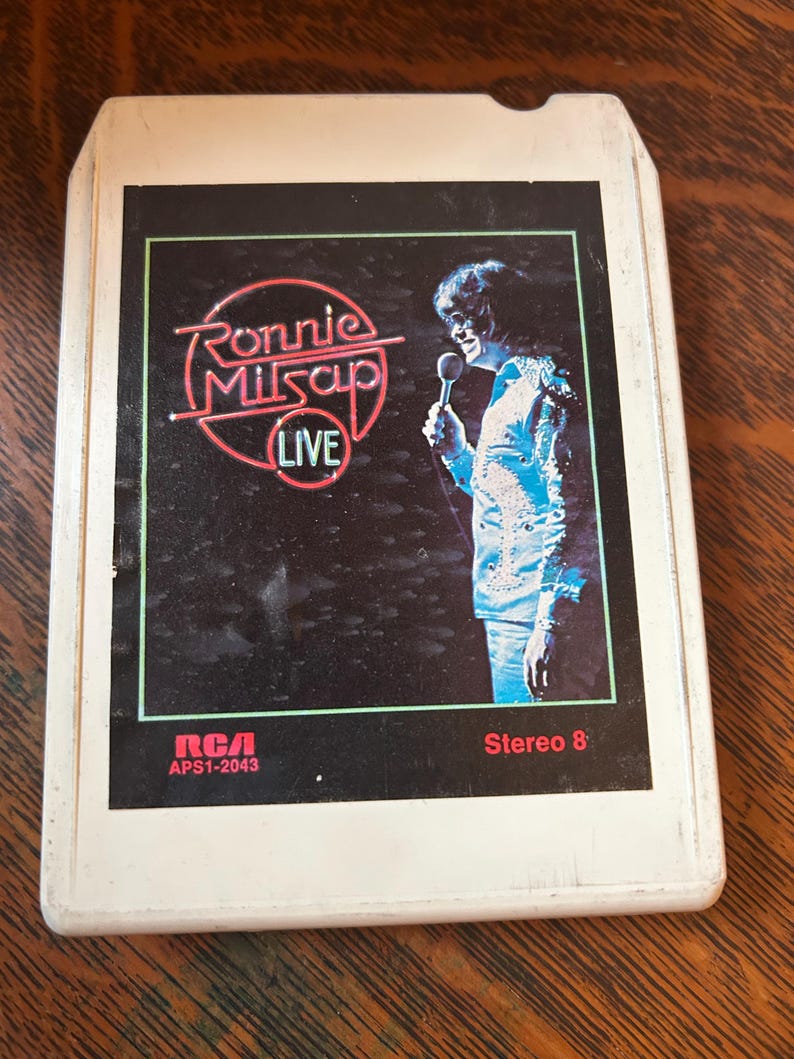 Ronnie
Milsap
LIVE
RCA
APS1-2043
Stereo 8